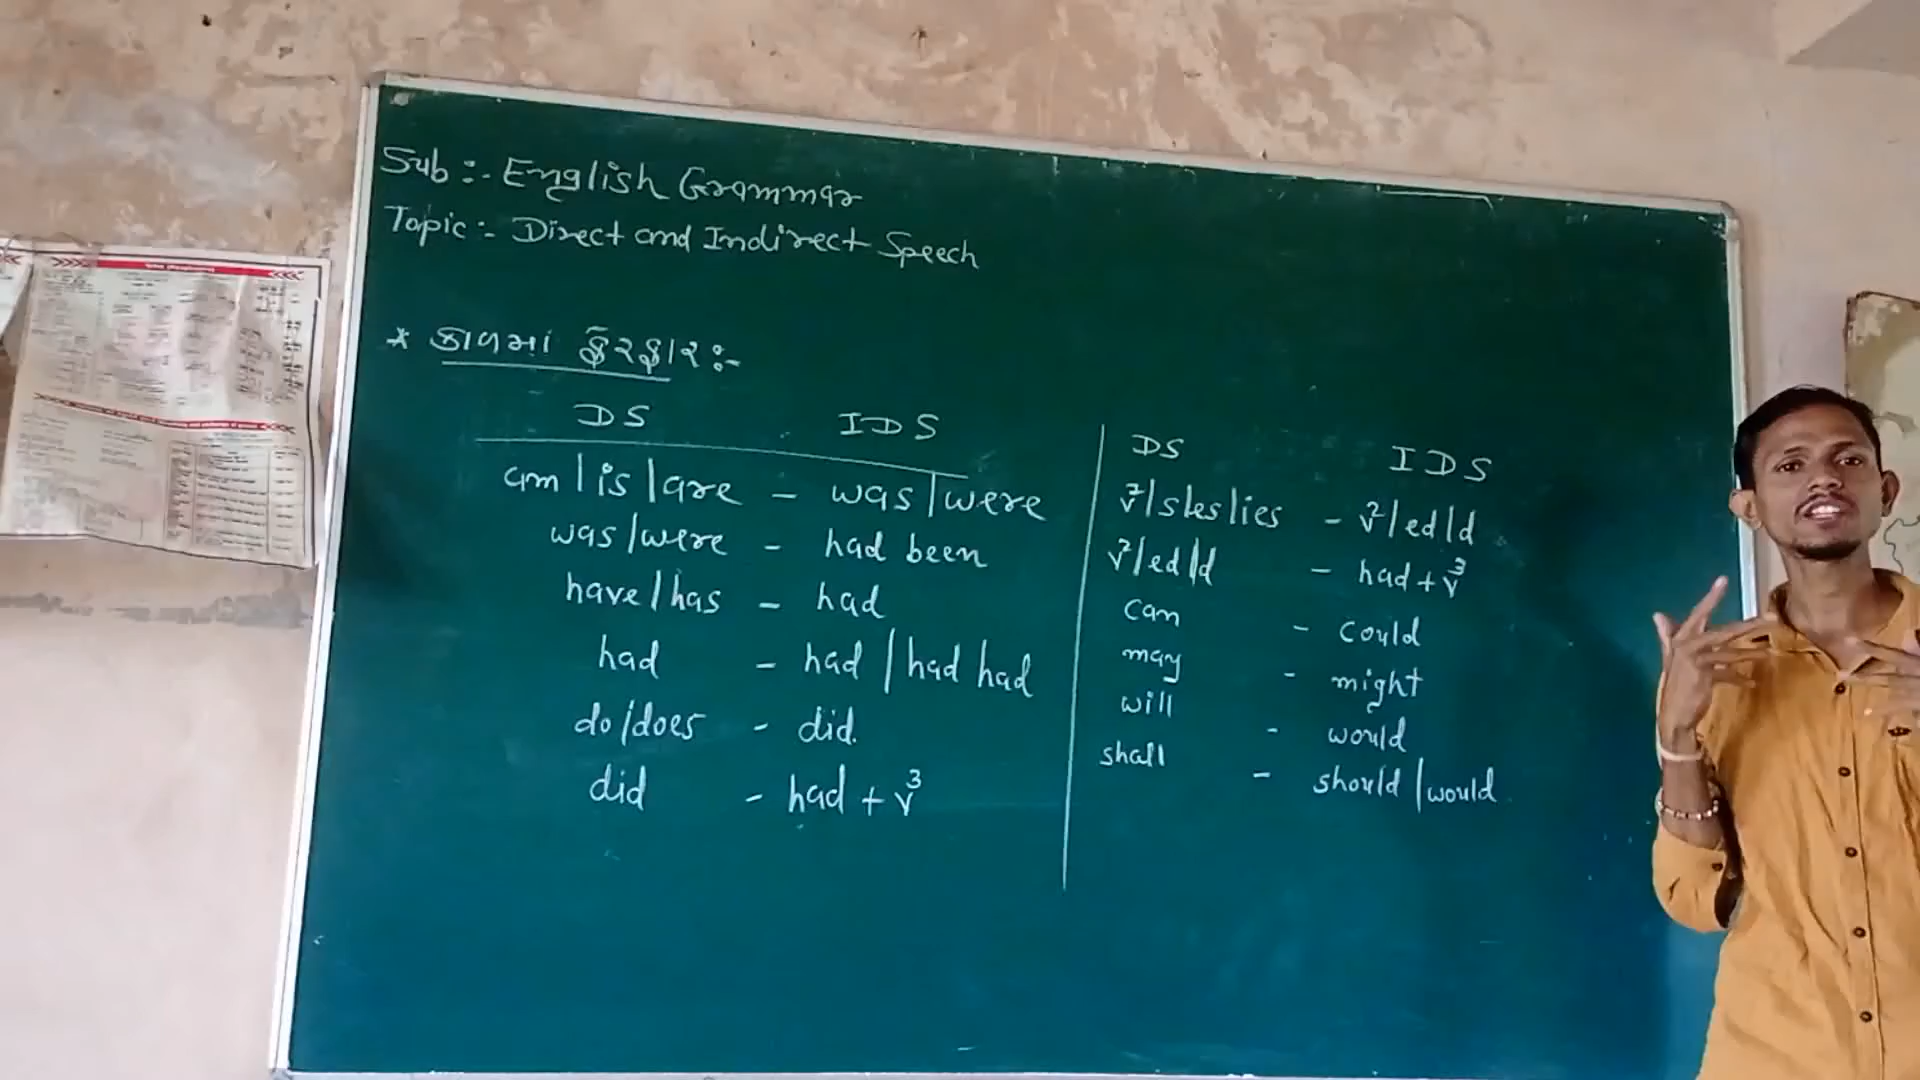 Sub :- English Grammar
Topic :- Direct and Indirect Speech
* કાળમાં ફેરફાર :-
DS IDS
am / is / are - was / were
was / were - had been
have / has - had
had - had / had had
do / does - did.
did - had + v³
DS IDS
v¹/s/es/ies - v²/ed/d
v²/ed/d - had + v³
can - could
may - might
will - would
shall - should / would